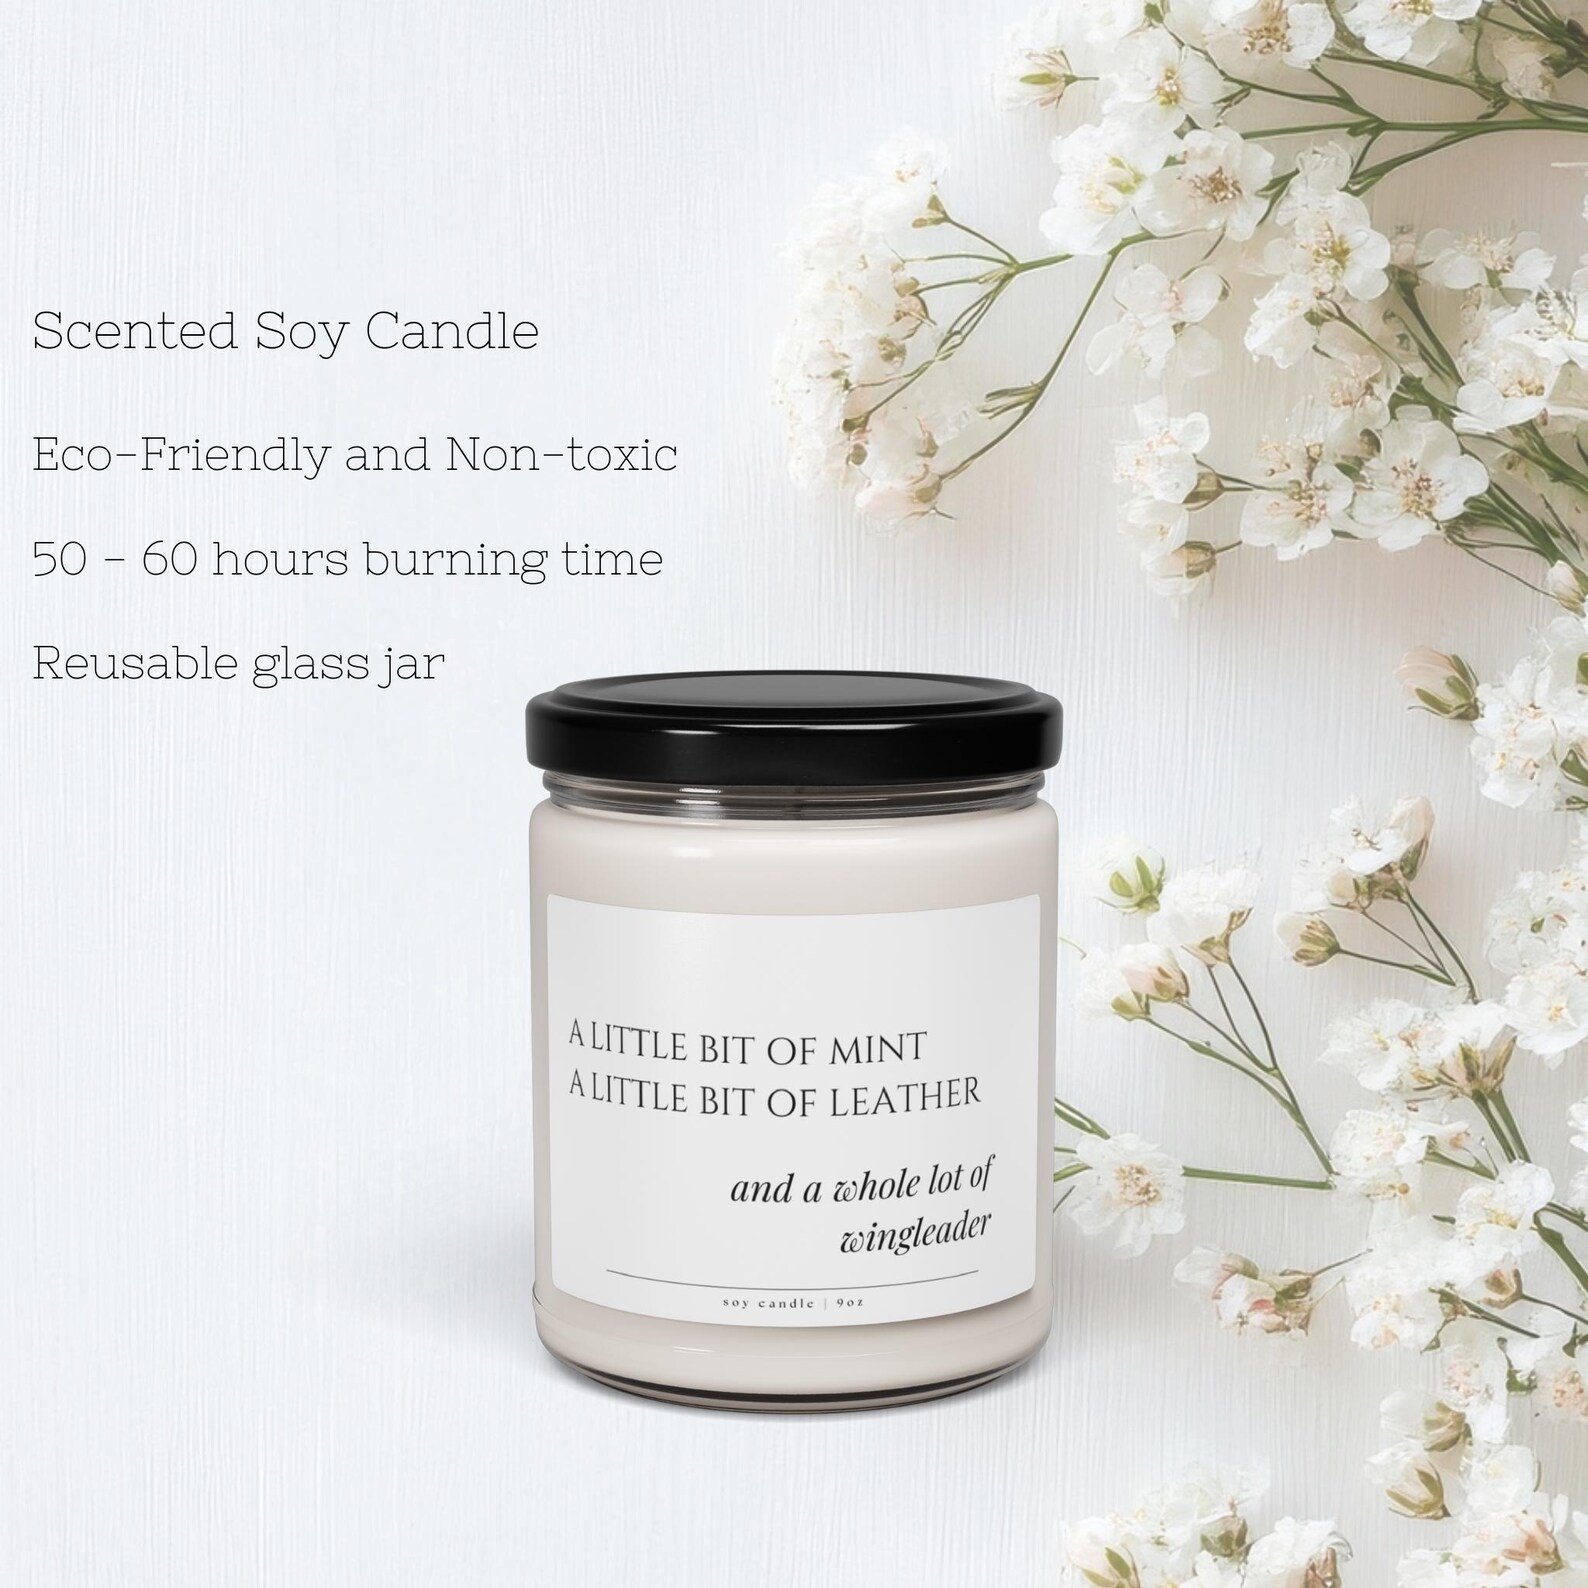 Scented Soy Candle
Eco-Friendly and Non-toxic
50 - 60 hours burning time
Reusable glass jar
A LITTLE BIT OF MINT
A LITTLE BIT OF LEATHER
and a whole lot of
wingleader
soy candle | 9oz